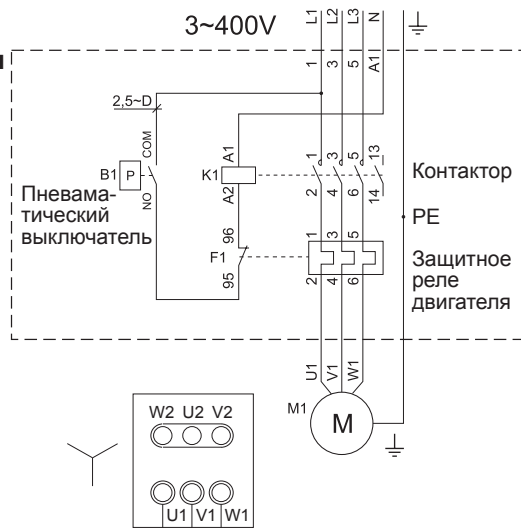 3~400V
L1 L2 L3 N
1 3 5 A1
2,5~D
COM
B1 P
NO
Пневма-
тический
выключатель
A1
K1
A2
1 3 5 13
2 4 6 14
Контактор
PE
96
F1
95
1 3 5
2 4 6
Защитное
реле
двигателя
U1 V1 W1
M1
M
W2 U2 V2
U1 V1 W1